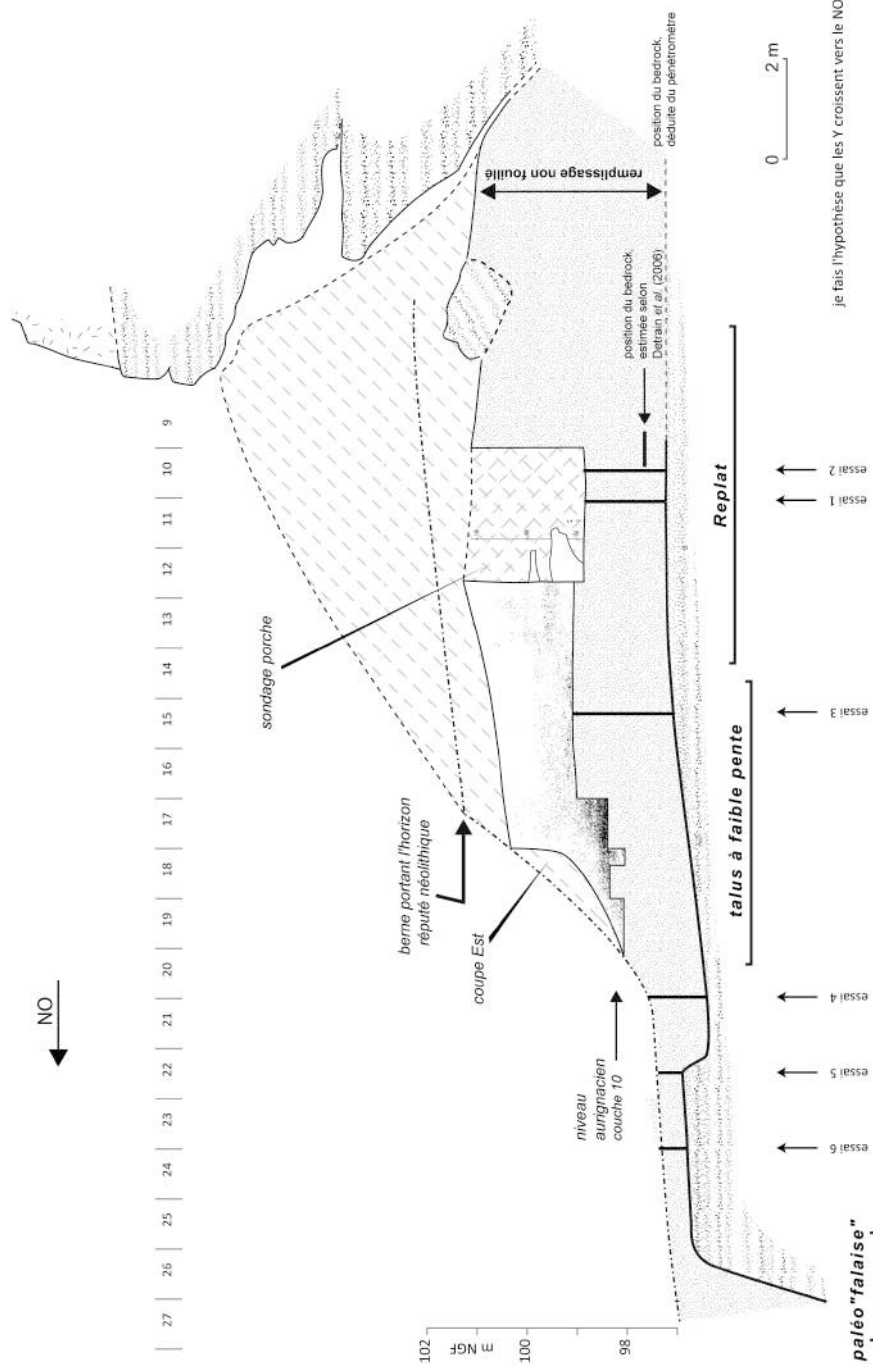 NO
27
26
25
24
23
22
21
20
19
18
17
16
15
14
13
12
11
10
9
sondage porche
berne portant l'horizon
réputé néolithique
coupe Est
niveau
aurignacien
couche 10
remplissage non fouillé
position du bedrock,
estimée selon
Detrain et al. (2006)
position du bedrock,
déduite du pénétromètre
102
100
98
m NGF
0
2 m
Replat
talus à faible pente
paléo "falaise"
essai 6
essai 5
essai 4
essai 3
essai 1
essai 2
je fais l'hypothèse que les Y croissent vers le NO